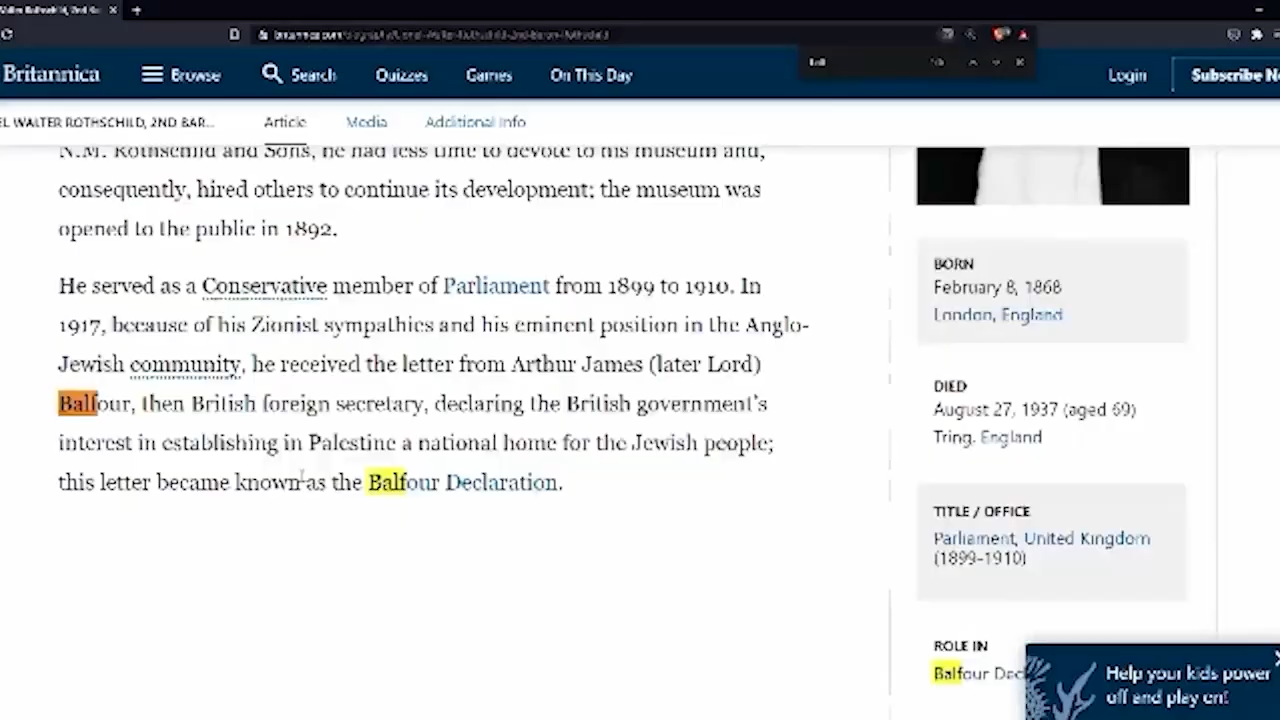 Britannica
Browse
Search
Quizzes
Games
On This Day
Login
Subscribe
EL WALTER ROTHSCHILD, 2ND BAR...
Article
Media
Additional Info
N.M. Rothschild and Sons, he had less time to devote to his museum and,
consequently, hired others to continue its development; the museum was
opened to the public in 1892.
He served as a Conservative member of Parliament from 1899 to 1910. In
1917, because of his Zionist sympathies and his eminent position in the Anglo-
Jewish community, he received the letter from Arthur James (later Lord)
Balfour, then British foreign secretary, declaring the British government's
interest in establishing in Palestine a national home for the Jewish people;
this letter became known as the Balfour Declaration.
BORN
February 8, 1868
London, England
DIED
August 27, 1937 (aged 69)
Tring, England
TITLE / OFFICE
Parliament, United Kingdom
(1899-1910)
ROLE IN
Balfour Decl
Help your kids power
off and play on!